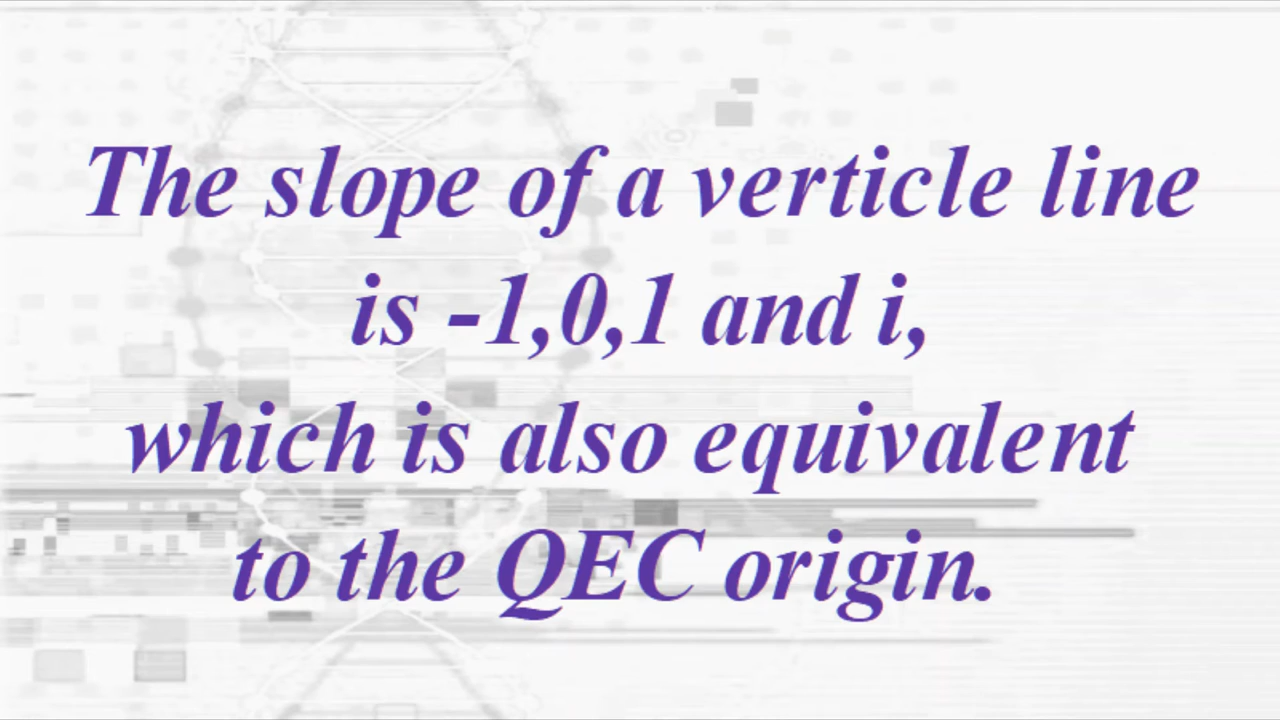 The slope of a verticle line
is -1,0,1 and i,
which is also equivalent
to the QEC origin.